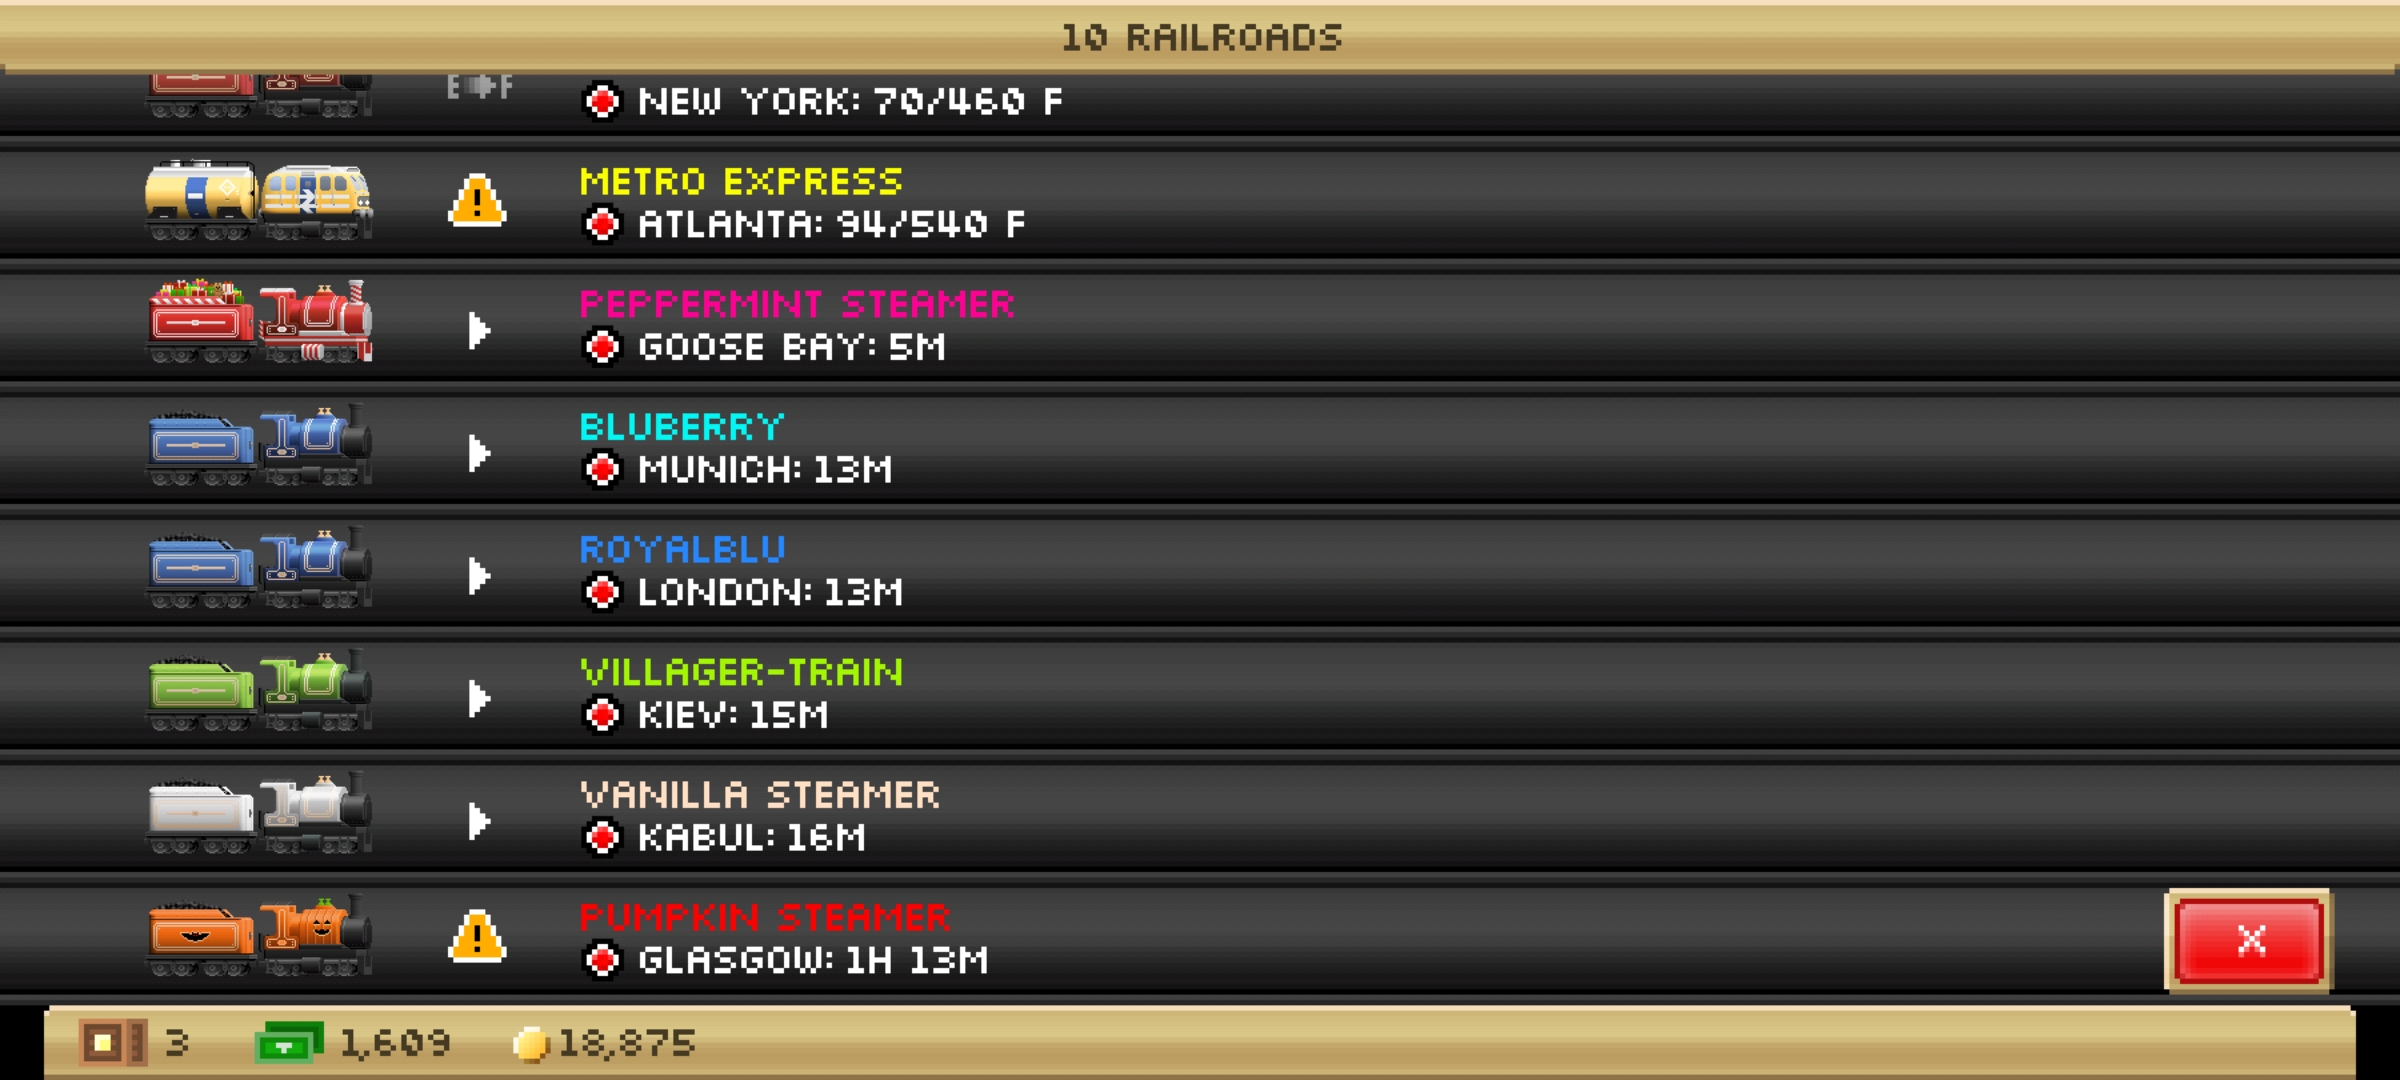 10 RAILROADS
E F
NEW YORK: 70/460 F
METRO EXPRESS
ATLANTA: 94/540 F
PEPPERMINT STEAMER
GOOSE BAY: 5M
BLUBERRY
MUNICH: 13M
ROYALBLU
LONDON: 13M
VILLAGER-TRAIN
KIEV: 15M
VANILLA STEAMER
KABUL: 16M
PUMPKIN STEAMER
GLASGOW: 1H 13M
X
3 1,609 18,875